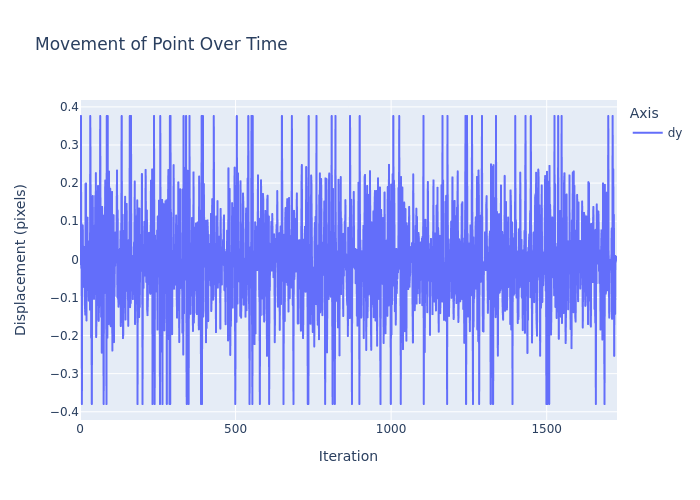 Movement of Point Over Time
Axis
dy
0.4
0.3
0.2
0.1
0
−0.1
−0.2
−0.3
−0.4
0
500
1000
1500
Displacement (pixels)
Iteration